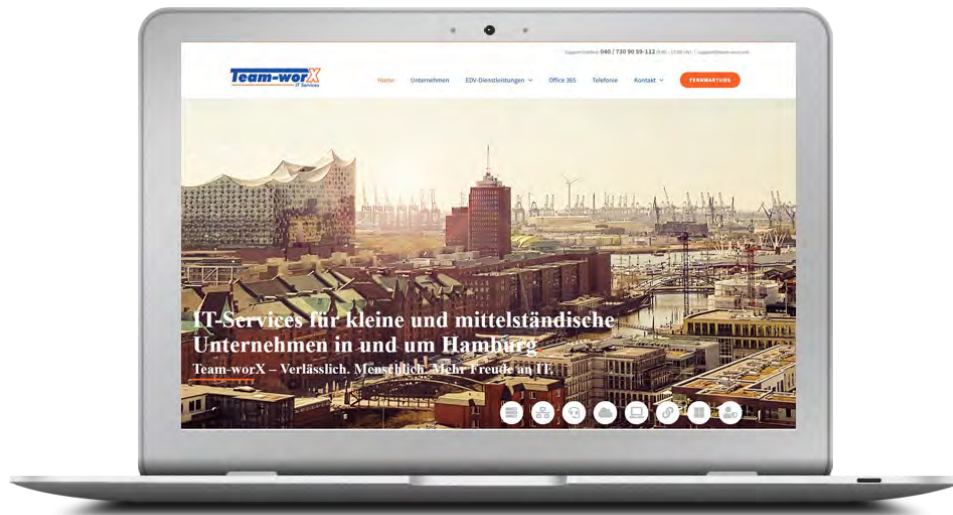 040 / 730 90 59-112
Team-worX
IT Services
Home Unternehmen EDV-Dienstleistungen Office 365 Telefonie Kontakt FERNWARTUNG
IT-Services für kleine und mittelständische
Unternehmen in und um Hamburg
Team-worX – Verlässlich. Menschlich. Mehr Freude an IT.